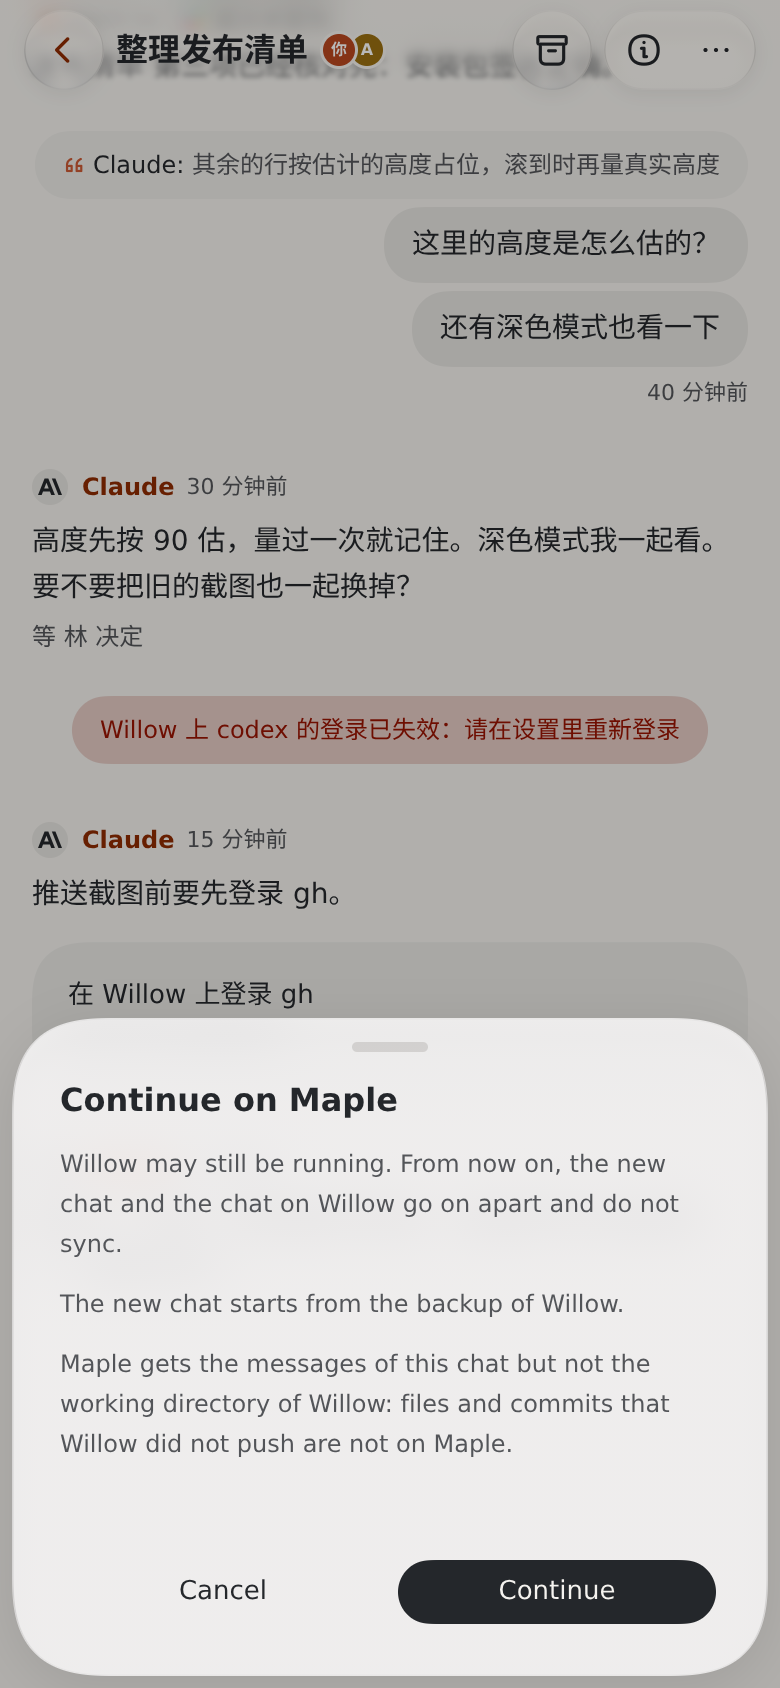 整理发布清单 你 A
Claude: 其余的行按估计的高度占位，滚到时再量真实高度
这里的高度是怎么估的？
还有深色模式也看一下
40 分钟前
Claude 30 分钟前
高度先按 90 估，量过一次就记住。深色模式我一起看。
要不要把旧的截图也一起换掉？
等 林 决定
Willow 上 codex 的登录已失效：请在设置里重新登录
Claude 15 分钟前
推送截图前要先登录 gh。
在 Willow 上登录 gh
Continue on Maple
Willow may still be running. From now on, the new
chat and the chat on Willow go on apart and do not
sync.
The new chat starts from the backup of Willow.
Maple gets the messages of this chat but not the
working directory of Willow: files and commits that
Willow did not push are not on Maple.
Cancel Continue